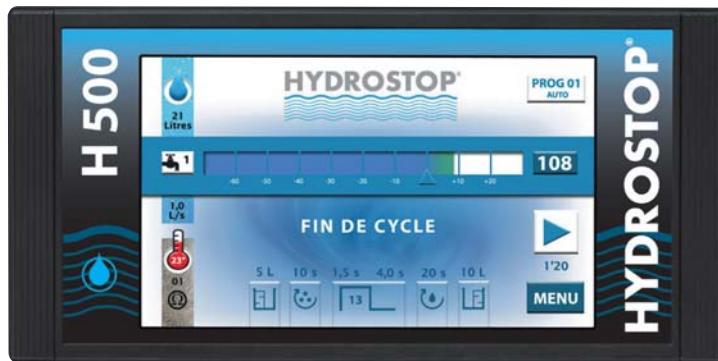 H 500
21
Litres
HYDROSTOP®
PROG 01
AUTO
1
-60 -50 -40 -30 -20 -10 +10 +20
108
1,0
L/s
23°
01
Ω
FIN DE CYCLE
1'20
5 L 10 s 1,5 s 4,0 s 20 s 10 L
13
MENU
HYDROSTOP®